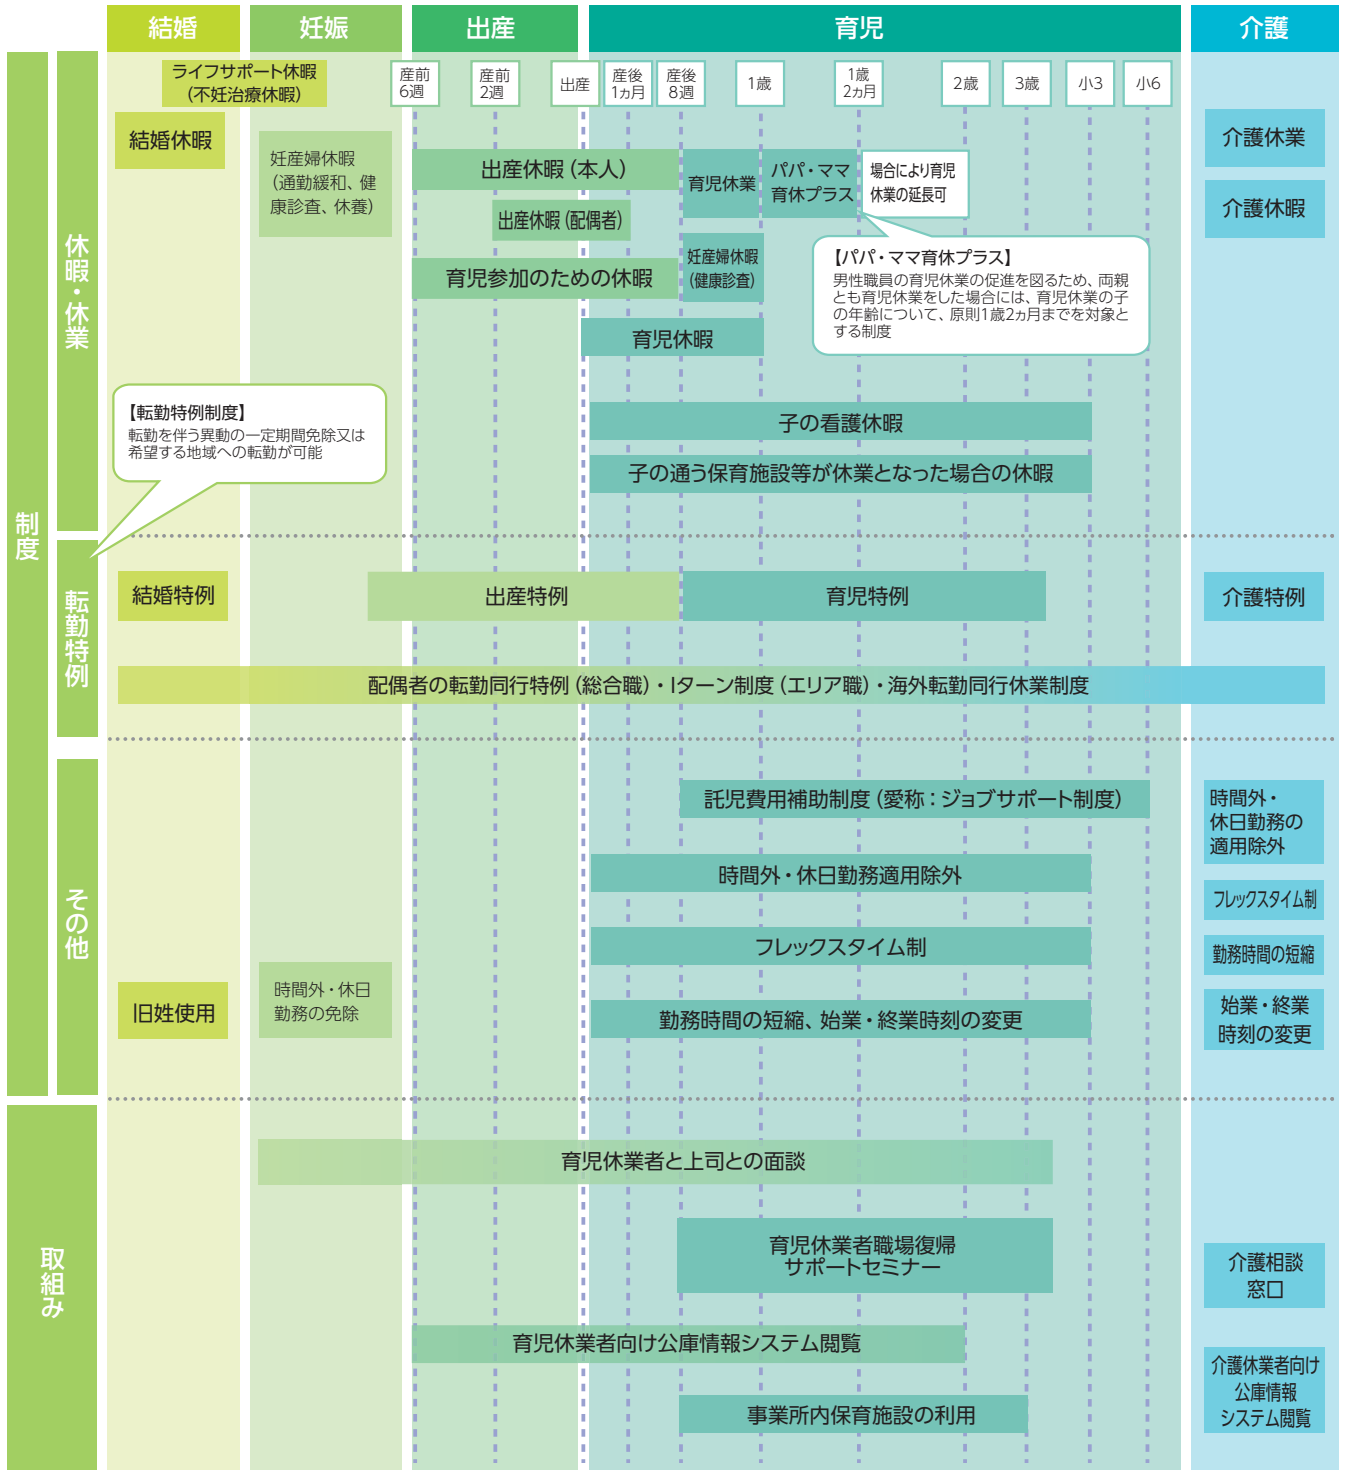 結婚
妊娠
出産
育児
介護
ライフサポート休暇
(不妊治療休暇)
産前
6週
産前
2週
出産
産後
1ヵ月
産後
8週
1歳
1歳
2ヵ月
2歳
3歳
小3
小6
制度
休暇・休業
結婚休暇
妊産婦休暇
(通勤緩和、健
康診査、休養)
出産休暇(本人)
出産休暇(配偶者)
育児参加のための休暇
育児休業
パパ・ママ
育休プラス
場合により育児
休業の延長可
妊産婦休暇
(健康診査)
【パパ・ママ育休プラス】
男性職員の育児休業の促進を図るため、両親
とも育児休業をした場合には、育児休業の子
の年齢について、原則1歳2ヵ月までを対象と
する制度
育児休暇
子の看護休暇
子の通う保育施設等が休業となった場合の休暇
介護休業
介護休暇
【転勤特例制度】
転勤を伴う異動の一定期間免除又は
希望する地域への転勤が可能
転勤特例
結婚特例
出産特例
育児特例
介護特例
配偶者の転勤同行特例(総合職)・Iターン制度(エリア職)・海外転勤同行休業制度
その他
託児費用補助制度(愛称：ジョブサポート制度)
時間外・休日勤務適用除外
フレックスタイム制
旧姓使用
時間外・休日
勤務の免除
勤務時間の短縮、始業・終業時刻の変更
時間外・
休日勤務の
適用除外
フレックスタイム制
勤務時間の短縮
始業・終業
時刻の変更
取組み
育児休業者と上司との面談
育児休業者職場復帰
サポートセミナー
育児休業者向け公庫情報システム閲覧
事業所内保育施設の利用
介護相談
窓口
介護休業者向け
公庫情報
システム閲覧